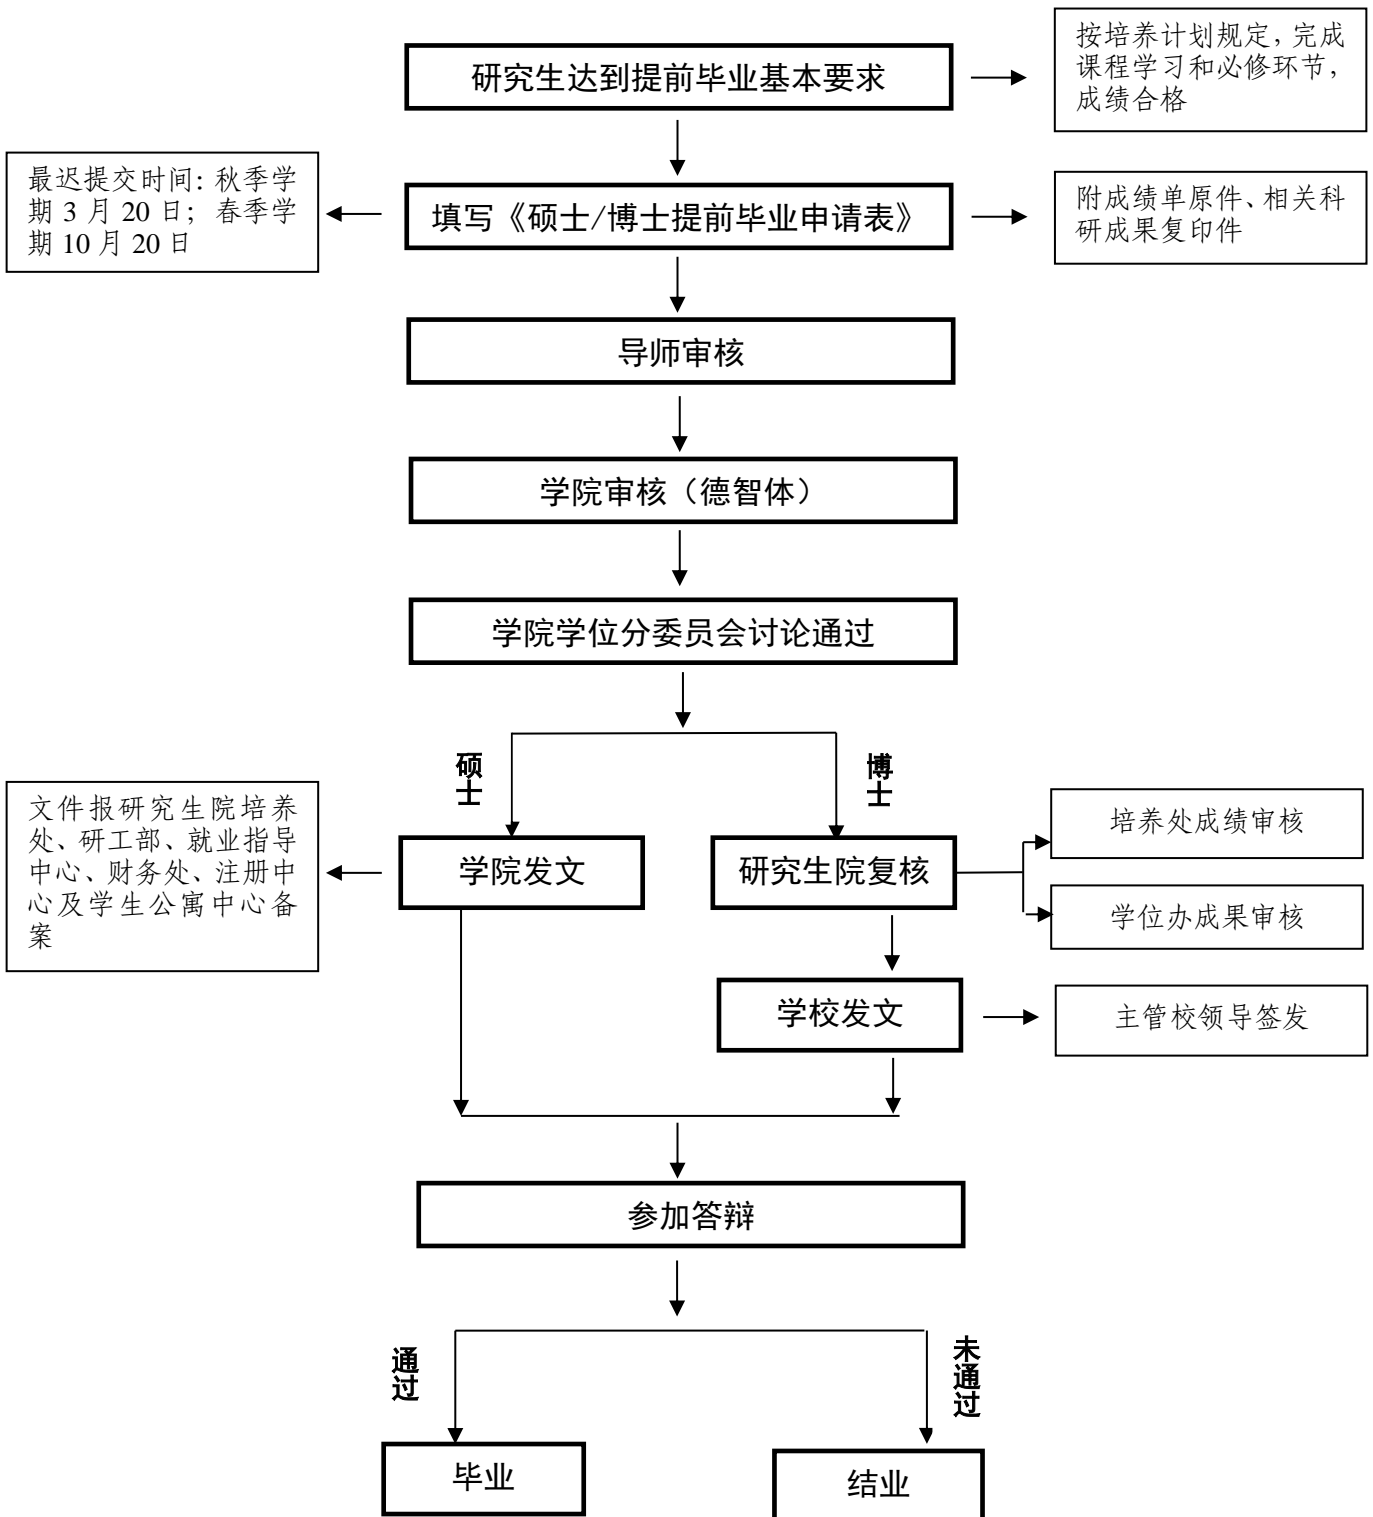 研究生达到提前毕业基本要求
按培养计划规定，完成
课程学习和必修环节，
成绩合格
最迟提交时间：秋季学
期 3 月 20 日；春季学
期 10 月 20 日
填写《硕士/博士提前毕业申请表》
附成绩单原件、相关科
研成果复印件
导师审核
学院审核（德智体）
学院学位分委员会讨论通过
硕士
博士
文件报研究生院培养
处、研工部、就业指导
中心、财务处、注册中
心及学生公寓中心备
案
学院发文
研究生院复核
培养处成绩审核
学位办成果审核
学校发文
主管校领导签发
参加答辩
通过
未通过
毕业
结业